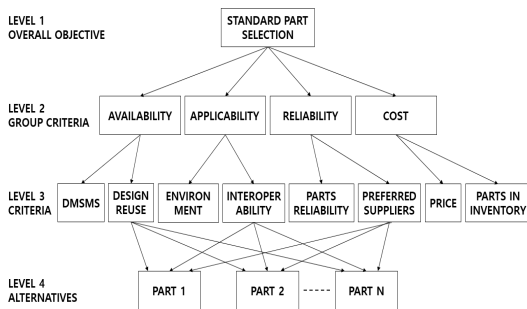 LEVEL 1
OVERALL OBJECTIVE
STANDARD PART
SELECTION
LEVEL 2
GROUP CRITERIA
AVAILABILITY
APPLICABILITY
RELIABILITY
COST
LEVEL 3
CRITERIA
DMSMS
DESIGN
REUSE
ENVIRON
MENT
INTEROPER
ABILITY
PARTS
RELIABILITY
PREFERRED
SUPPLIERS
PRICE
PARTS IN
INVENTORY
LEVEL 4
ALTERNATIVES
PART 1
PART 2
PART N